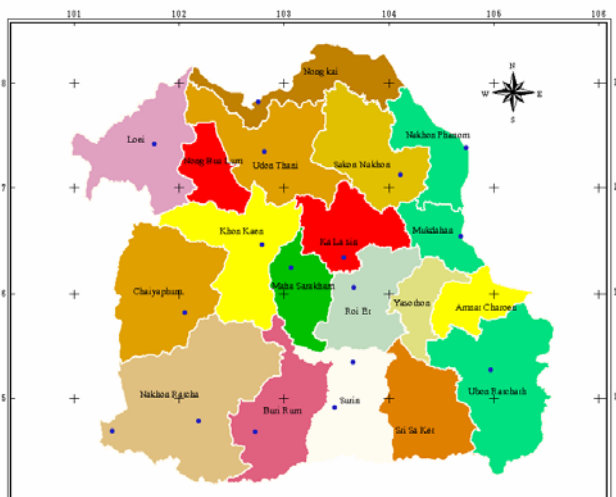 101 102 103 104 105 106
N
W E
S
8
7
6
5
Nong kai
Loei
Nong Bua Lum
Udon Thani
Sakon Nakhon
Nakhon Phanom
Khon Kaen
Ka La sin
Mukdahan
Chaiyaphum
Maha Sarakham
Roi Et
Yasothon
Amnat Charoen
Nakhon Rajcha
Buri Rum
Surin
Sri Sa Ket
Ubon Rajchath